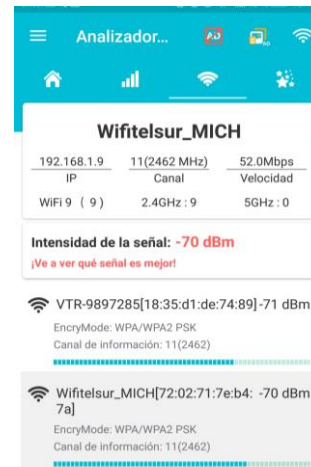 Analizador...
AD
AD
Wifitelsur_MICH
192.168.1.9 11(2462 MHz) 52.0Mbps
IP Canal Velocidad
WiFi 9 ( 9 ) 2.4GHz : 9 5GHz : 0
Intensidad de la señal: -70 dBm
¡Ve a ver qué señal es mejor!
VTR-9897285[18:35:d1:de:74:89] -71 dBm
EncryMode: WPA/WPA2 PSK
Canal de información: 11(2462)
Wifitelsur_MICH[72:02:71:7e:b4: -70 dBm
7a]
EncryMode: WPA/WPA2 PSK
Canal de información: 11(2462)